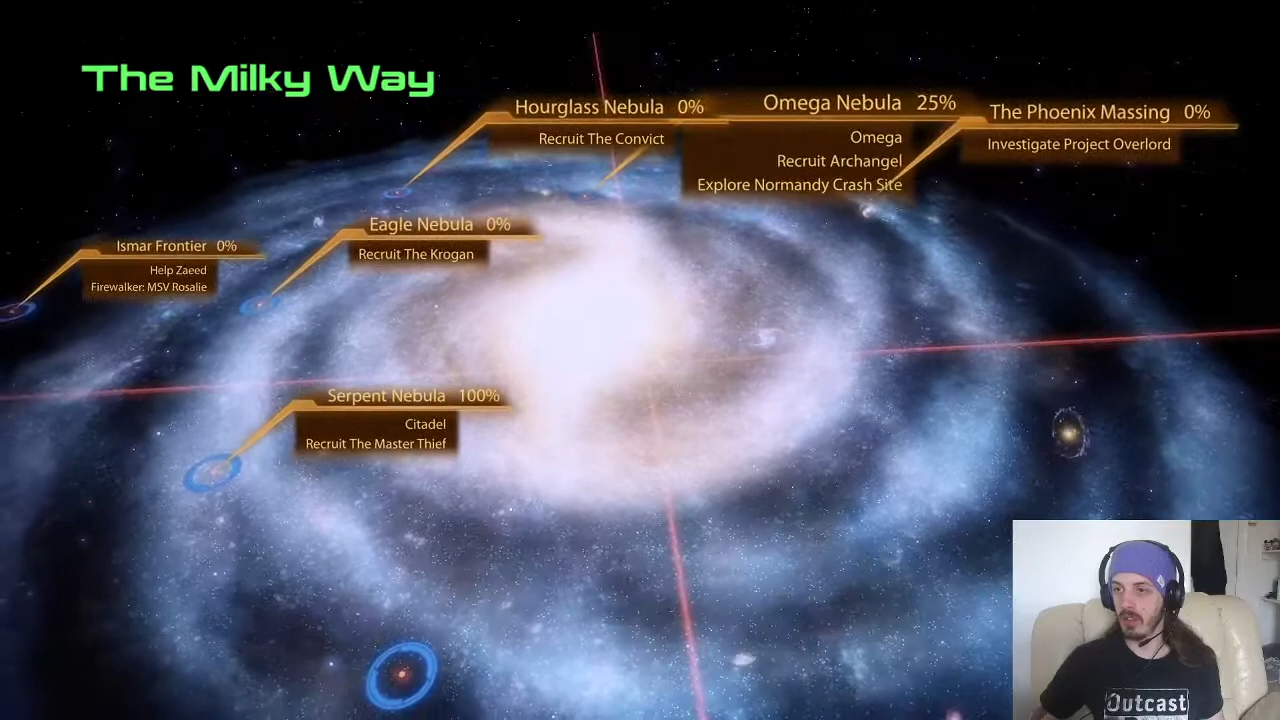 The Milky Way
Hourglass Nebula 0%
Recruit The Convict
Omega Nebula 25%
Omega
Recruit Archangel
Explore Normandy Crash Site
The Phoenix Massing 0%
Investigate Project Overlord
Eagle Nebula 0%
Recruit The Krogan
Ismar Frontier 0%
Help Zaeed
Firewalker: MSV Rosalie
Serpent Nebula 100%
Citadel
Recruit The Master Thief
Outcast